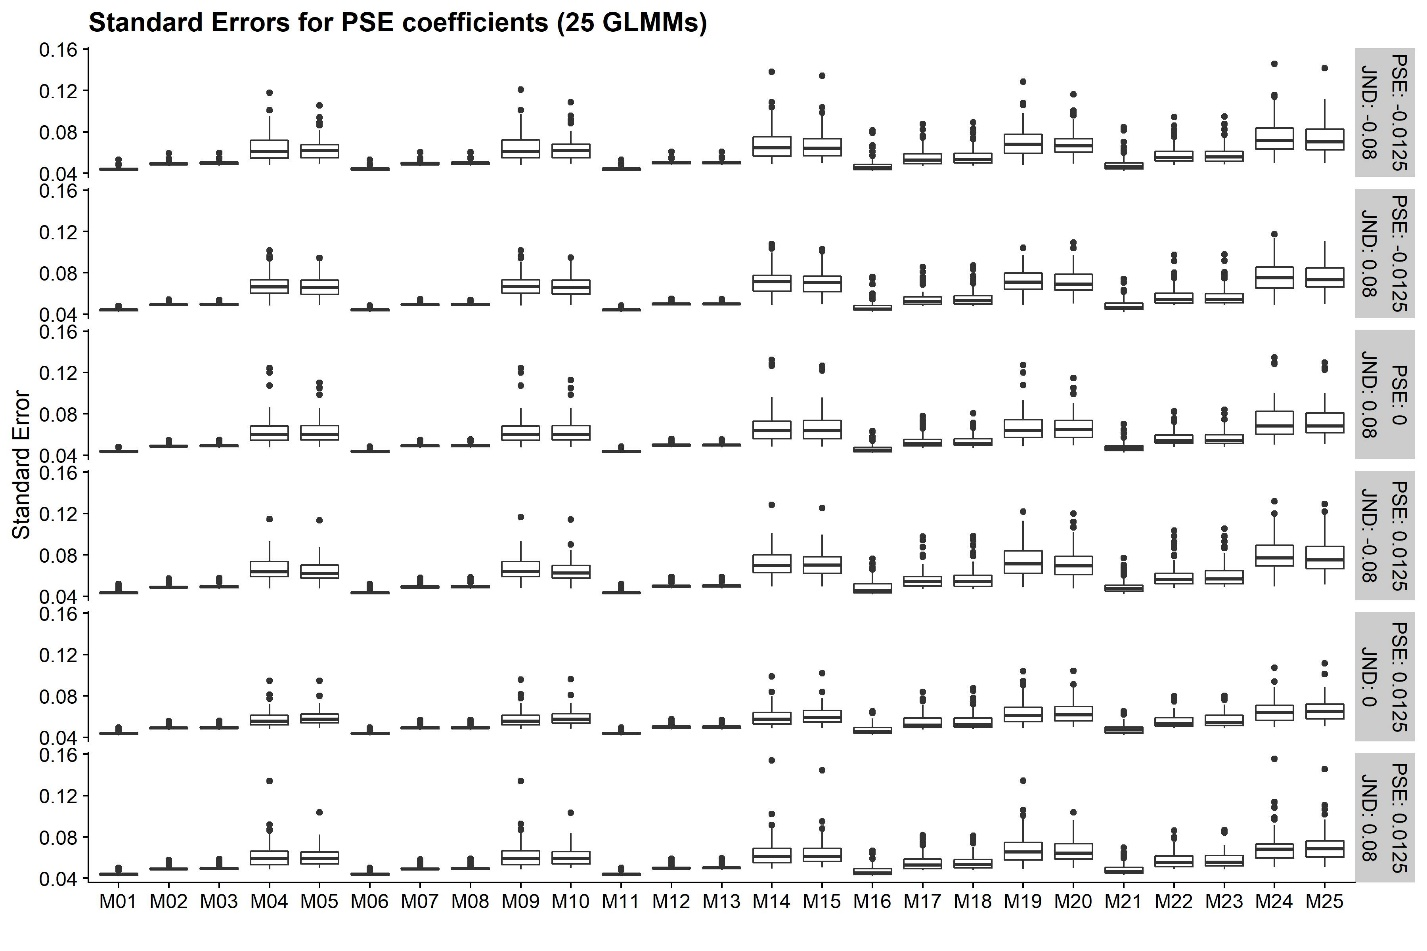 Standard Errors for PSE coefficients (25 GLMMs)
Standard Error
0.16
0.12
0.08
0.04
PSE: -0.0125
JND: -0.08
0.16
0.12
0.08
0.04
PSE: -0.0125
JND: 0.08
0.16
0.12
0.08
0.04
PSE: 0
JND: 0.08
0.16
0.12
0.08
0.04
PSE: 0.0125
JND: -0.08
0.16
0.12
0.08
0.04
PSE: 0.0125
JND: 0
0.16
0.12
0.08
0.04
PSE: 0.0125
JND: 0.08
M01 M02 M03 M04 M05 M06 M07 M08 M09 M10 M11 M12 M13 M14 M15 M16 M17 M18 M19 M20 M21 M22 M23 M24 M25